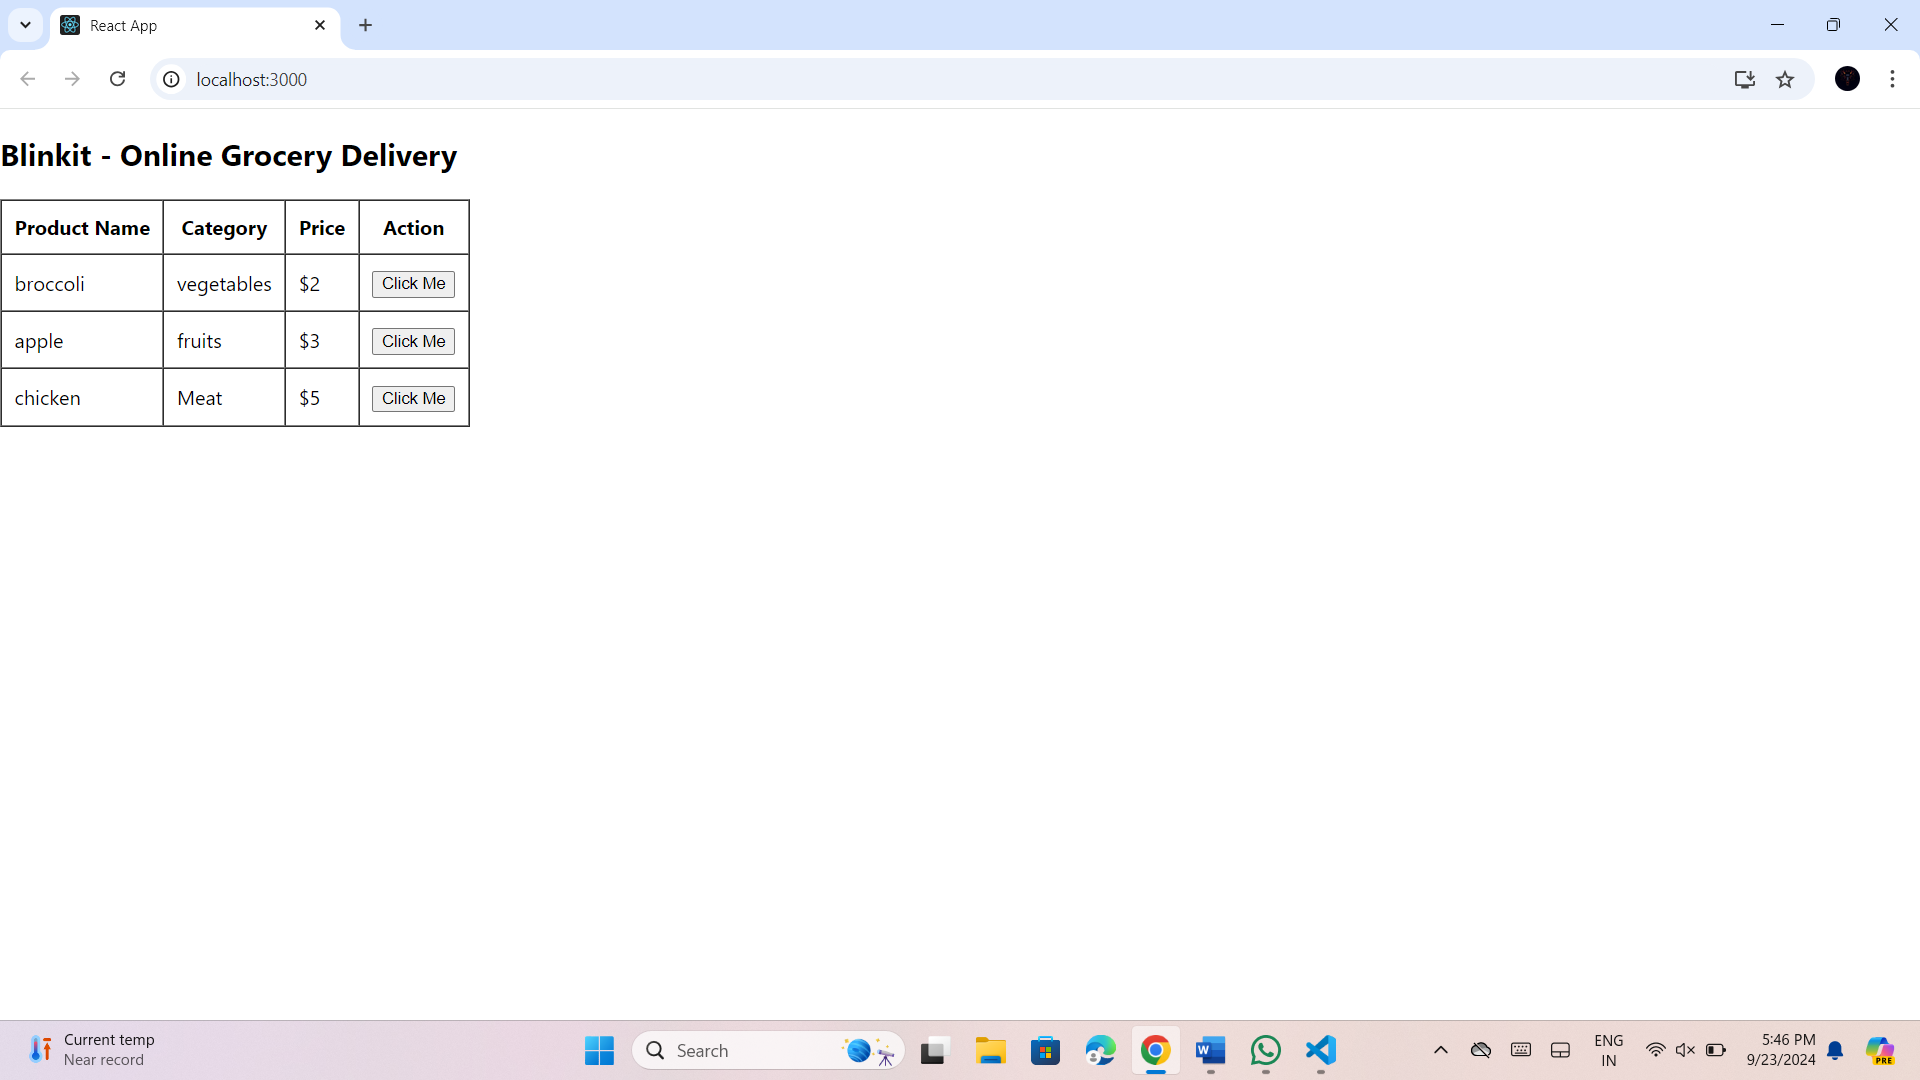 React App
localhost:3000
Blinkit - Online Grocery Delivery
Product Name Category Price Action
broccoli vegetables $2 Click Me
apple fruits $3 Click Me
chicken Meat $5 Click Me
Current temp
Near record
Search
W
PRE
ENG
IN
5:46 PM
9/23/2024